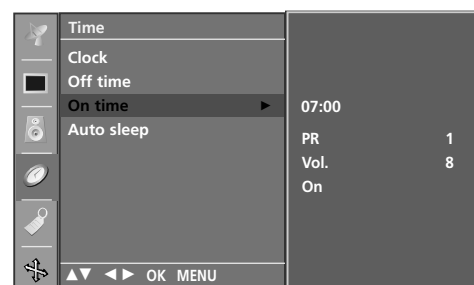 Time
Clock
Off time
On time ►
Auto sleep
▲▼ ◄► OK MENU
07:00
PR 1
Vol. 8
On